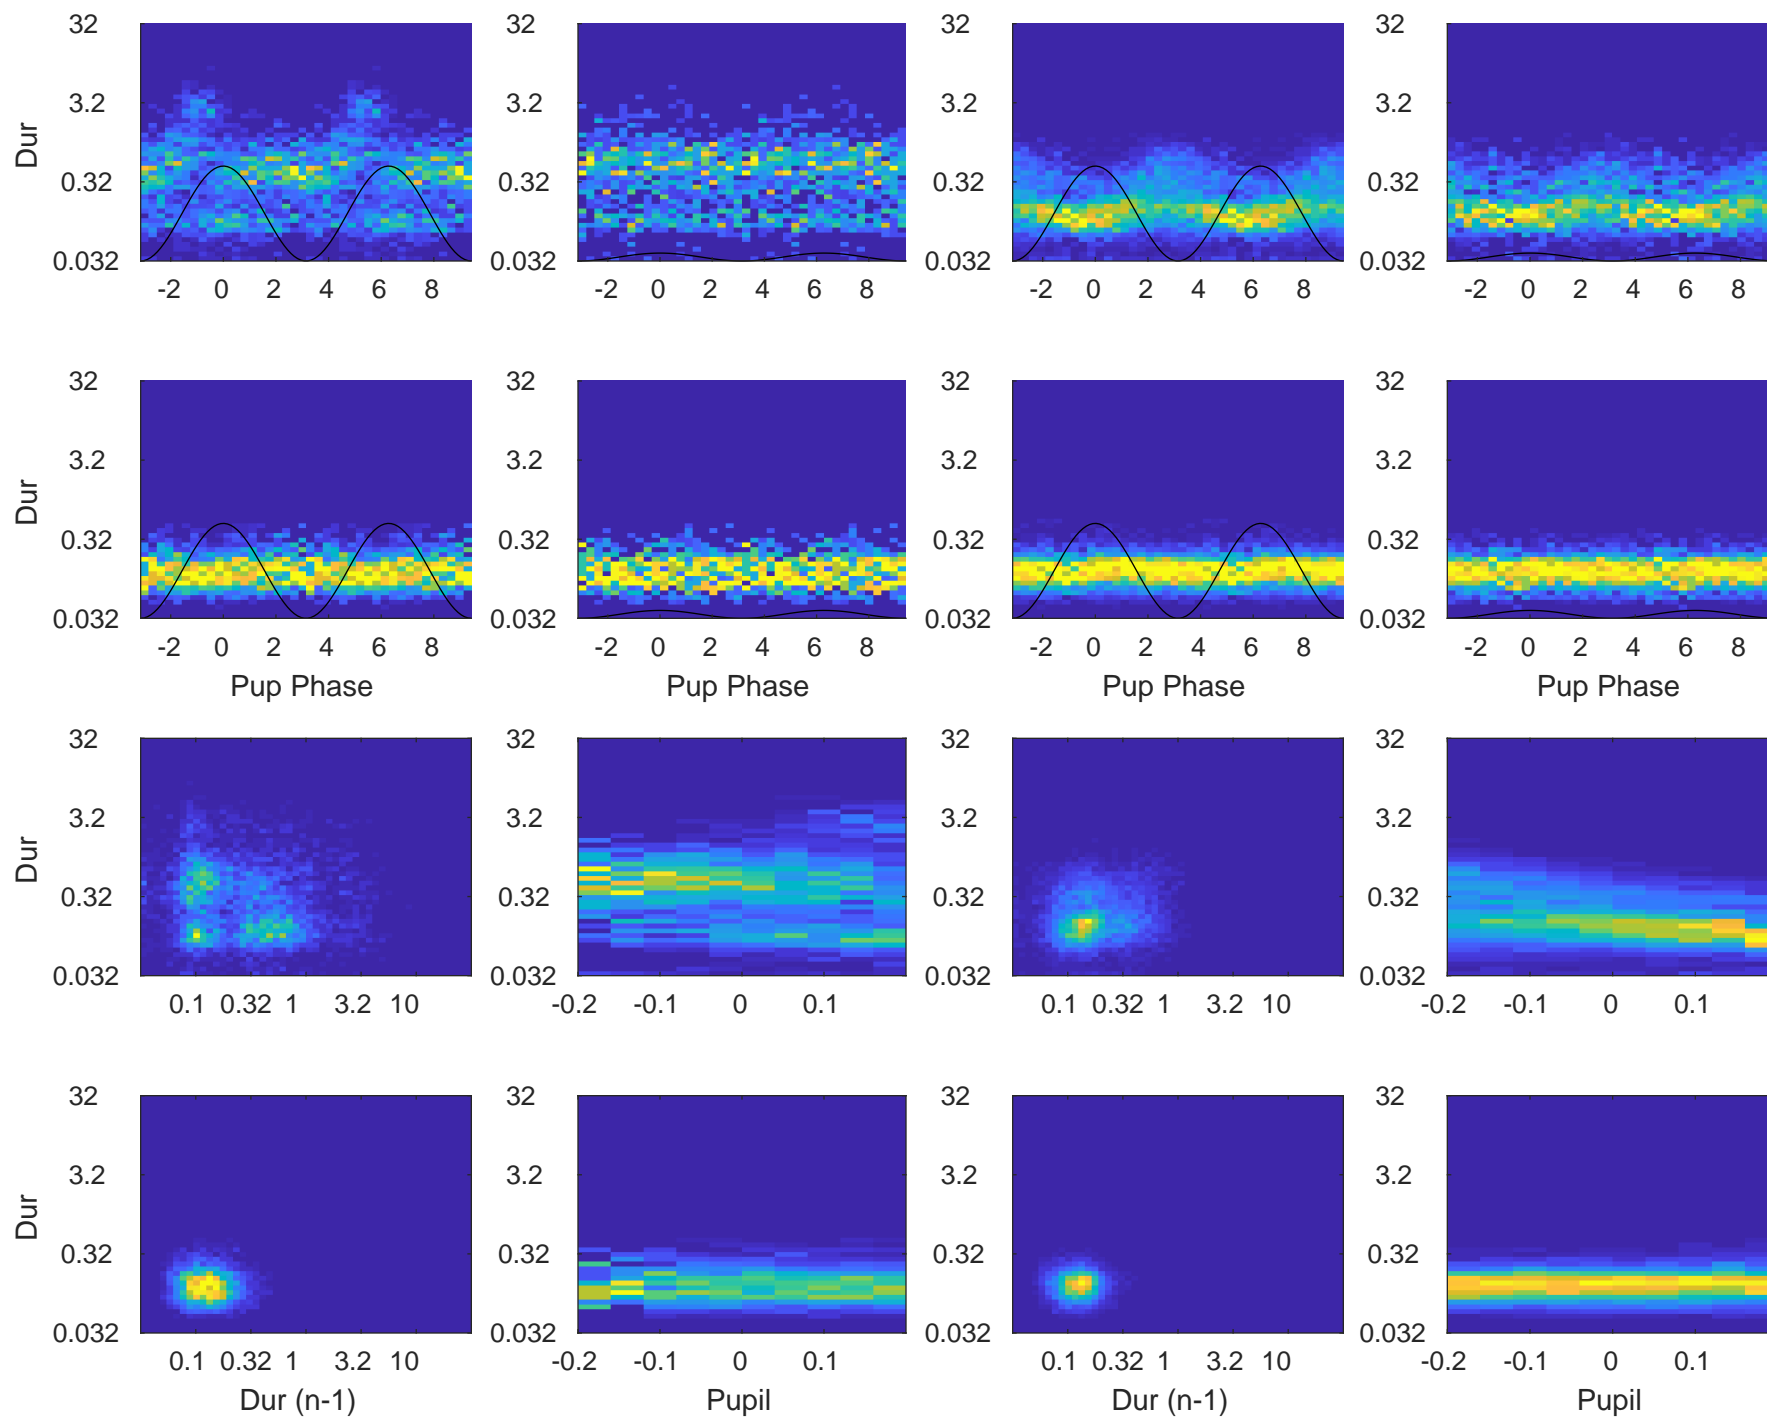 32 32 32 32
3.2 3.2 3.2 3.2
Dur
0.32 0.32 0.32 0.32
0.032 0.032 0.032 0.032
-2 0 2 4 6 8 -2 0 2 4 6 8 -2 0 2 4 6 8 -2 0 2 4 6 8
32 32 32 32
3.2 3.2 3.2 3.2
Dur
0.32 0.32 0.32 0.32
0.032 0.032 0.032 0.032
-2 0 2 4 6 8 -2 0 2 4 6 8 -2 0 2 4 6 8 -2 0 2 4 6 8
Pup Phase Pup Phase Pup Phase Pup Phase
32 32 32 32
3.2 3.2 3.2 3.2
Dur
0.32 0.32 0.32 0.32
0.032 0.032 0.032 0.032
0.1 0.32 1 3.2 10 -0.2 -0.1 0 0.1 0.1 0.32 1 3.2 10 -0.2 -0.1 0 0.1
32 32 32 32
3.2 3.2 3.2 3.2
Dur
0.32 0.32 0.32 0.32
0.032 0.032 0.032 0.032
0.1 0.32 1 3.2 10 -0.2 -0.1 0 0.1 0.1 0.32 1 3.2 10 -0.2 -0.1 0 0.1
Dur (n-1) Pupil Dur (n-1) Pupil